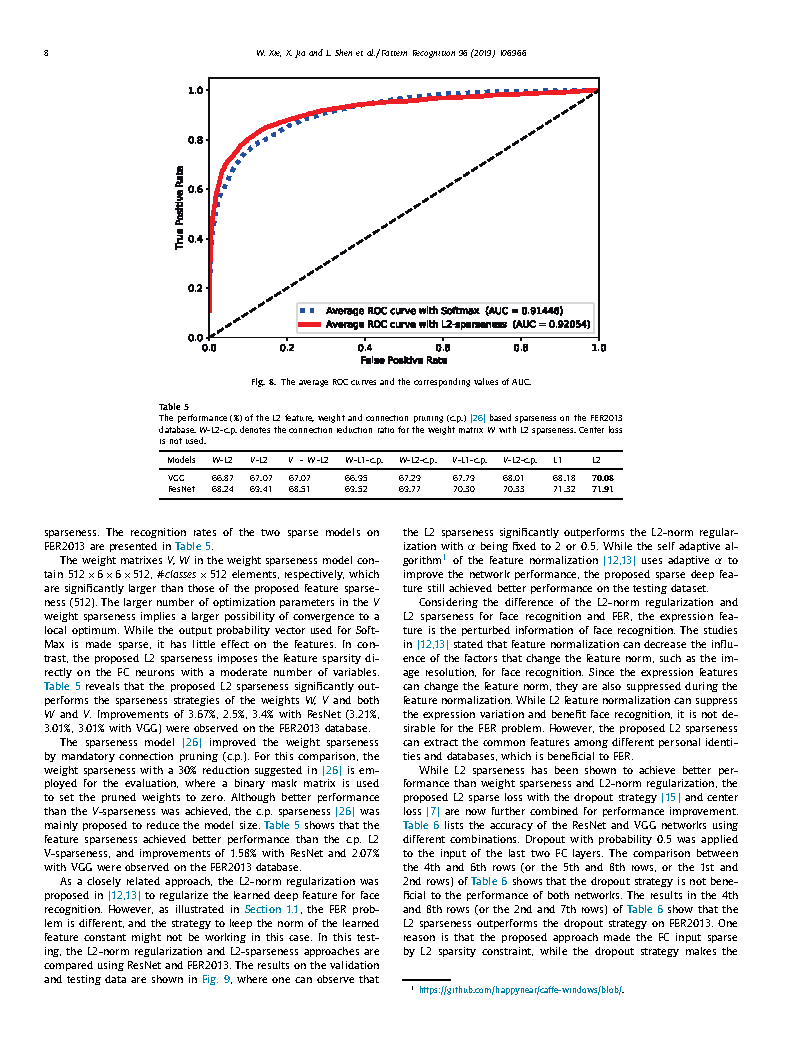 8
W. Xie, X. Jia and L. Shen et al. / Pattern Recognition 96 (2019) 106966
1.0
0.8
0.6
0.4
0.2
0.0
True Positive Rate
Average ROC curve with Softmax (AUC = 0.91448)
Average ROC curve with L2-sparseness (AUC = 0.92054)
0.0 0.2 0.4 0.6 0.8 1.0
False Positive Rate
Fig. 8. The average ROC curves and the corresponding values of AUC.
Table 5
The performance (%) of the L2 feature, weight and connection pruning (c.p.) [26] based sparseness on the FER2013
database. W-L2-c.p. denotes the connection reduction ratio for the weight matrix W with L2 sparseness. Center loss
is not used.
Models W-L2 V-L2 V − W-L2 W-L1-c.p. W-L2-c.p. V-L1-c.p. V-L2-c.p. L1 L2
VGG 66.87 67.07 67.07 66.95 67.29 67.79 68.01 68.18 70.08
ResNet 68.24 69.41 68.51 69.52 69.77 70.30 70.33 71.32 71.91
sparseness. The recognition rates of the two sparse models on
FER2013 are presented in Table 5.
The weight matrixes V, W in the weight sparseness model con-
tain 512 × 6 × 6 × 512, #classes × 512 elements, respectively, which
are significantly larger than those of the proposed feature sparse-
ness (512). The larger number of optimization parameters in the V
weight sparseness implies a larger possibility of convergence to a
local optimum. While the output probability vector used for Soft-
Max is made sparse, it has little effect on the features. In con-
trast, the proposed L2 sparseness imposes the feature sparsity di-
rectly on the FC neurons with a moderate number of variables.
Table 5 reveals that the proposed L2 sparseness significantly out-
performs the sparseness strategies of the weights W, V and both
W and V. Improvements of 3.67%, 2.5%, 3.4% with ResNet (3.21%,
3.01%, 3.01% with VGG) were observed on the FER2013 database.
The sparseness model [26] improved the weight sparseness
by mandatory connection pruning (c.p.). For this comparison, the
weight sparseness with a 30% reduction suggested in [26] is em-
ployed for the evaluation, where a binary mask matrix is used
to set the pruned weights to zero. Although better performance
than the V-sparseness was achieved, the c.p. sparseness [26] was
mainly proposed to reduce the model size. Table 5 shows that the
feature sparseness achieved better performance than the c.p. L2
V-sparseness, and improvements of 1.58% with ResNet and 2.07%
with VGG were observed on the FER2013 database.
As a closely related approach, the L2-norm regularization was
proposed in [12,13] to regularize the learned deep feature for face
recognition. However, as illustrated in Section 1.1, the FER prob-
lem is different, and the strategy to keep the norm of the learned
feature constant might not be working in this case. In this test-
ing, the L2-norm regularization and L2-sparseness approaches are
compared using ResNet and FER2013. The results on the validation
and testing data are shown in Fig. 9, where one can observe that
the L2 sparseness significantly outperforms the L2-norm regular-
ization with α being fixed to 2 or 0.5. While the self adaptive al-
gorithm1 of the feature normalization [12,13] uses adaptive α to
improve the network performance, the proposed sparse deep fea-
ture still achieved better performance on the testing dataset.
Considering the difference of the L2-norm regularization and
L2 sparseness for face recognition and FER, the expression fea-
ture is the perturbed information of face recognition. The studies
in [12,13] stated that feature normalization can decrease the influ-
ence of the factors that change the feature norm, such as the im-
age resolution, for face recognition. Since the expression features
can change the feature norm, they are also suppressed during the
feature normalization. While L2 feature normalization can suppress
the expression variation and benefit face recognition, it is not de-
sirable for the FER problem. However, the proposed L2 sparseness
can extract the common features among different personal identi-
ties and databases, which is beneficial to FER.
While L2 sparseness has been shown to achieve better per-
formance than weight sparseness and L2-norm regularization, the
proposed L2 sparse loss with the dropout strategy [15] and center
loss [7] are now further combined for performance improvement.
Table 6 lists the accuracy of the ResNet and VGG networks using
different combinations. Dropout with probability 0.5 was applied
to the input of the last two FC layers. The comparison between
the 4th and 6th rows (or the 5th and 8th rows, or the 1st and
2nd rows) of Table 6 shows that the dropout strategy is not bene-
ficial to the performance of both networks. The results in the 4th
and 8th rows (or the 2nd and 7th rows) of Table 6 show that the
L2 sparseness outperforms the dropout strategy on FER2013. One
reason is that the proposed approach made the FC input sparse
by L2 sparsity constraint, while the dropout strategy makes the
1 https://github.com/happynear/caffe-windows/blob/.